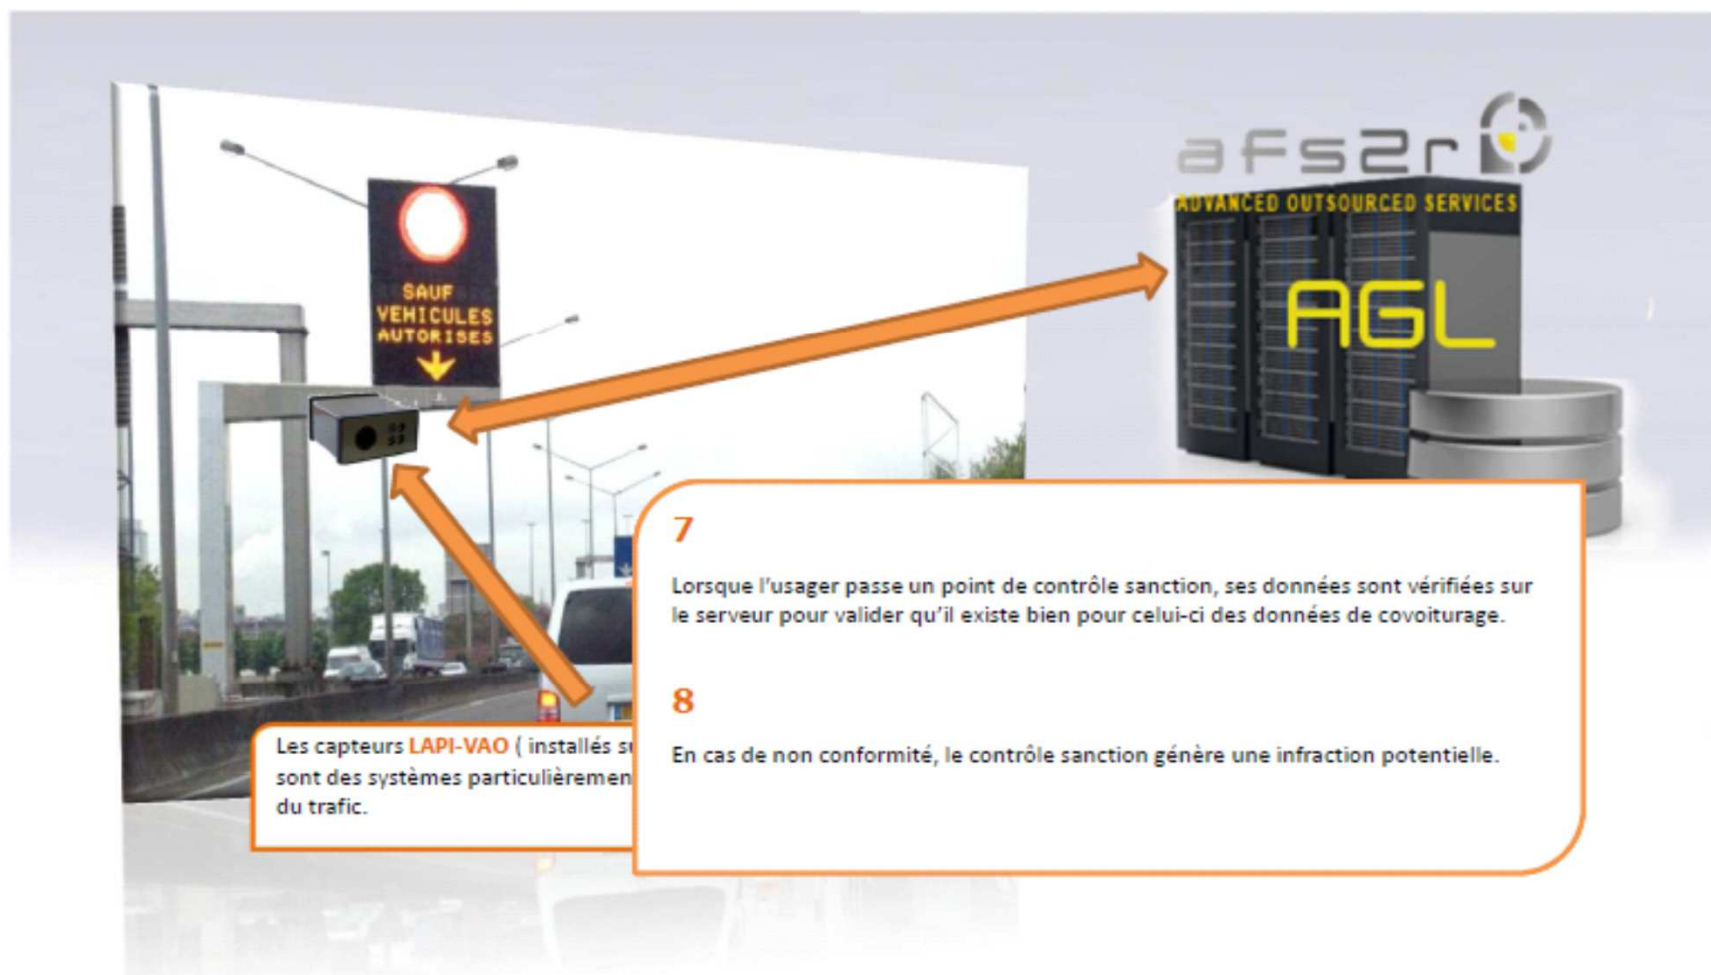 afs2r
ADVANCED OUTSOURCED SERVICES
AGL
SAUF
VEHICULES
AUTORISES
7
Lorsque l'usager passe un point de contrôle sanction, ses données sont vérifiées sur
le serveur pour valider qu'il existe bien pour celui-ci des données de covoiturage.
8
En cas de non conformité, le contrôle sanction génère une infraction potentielle.
Les capteurs LAPI-VAO ( installés
sont des systèmes
du trafic.